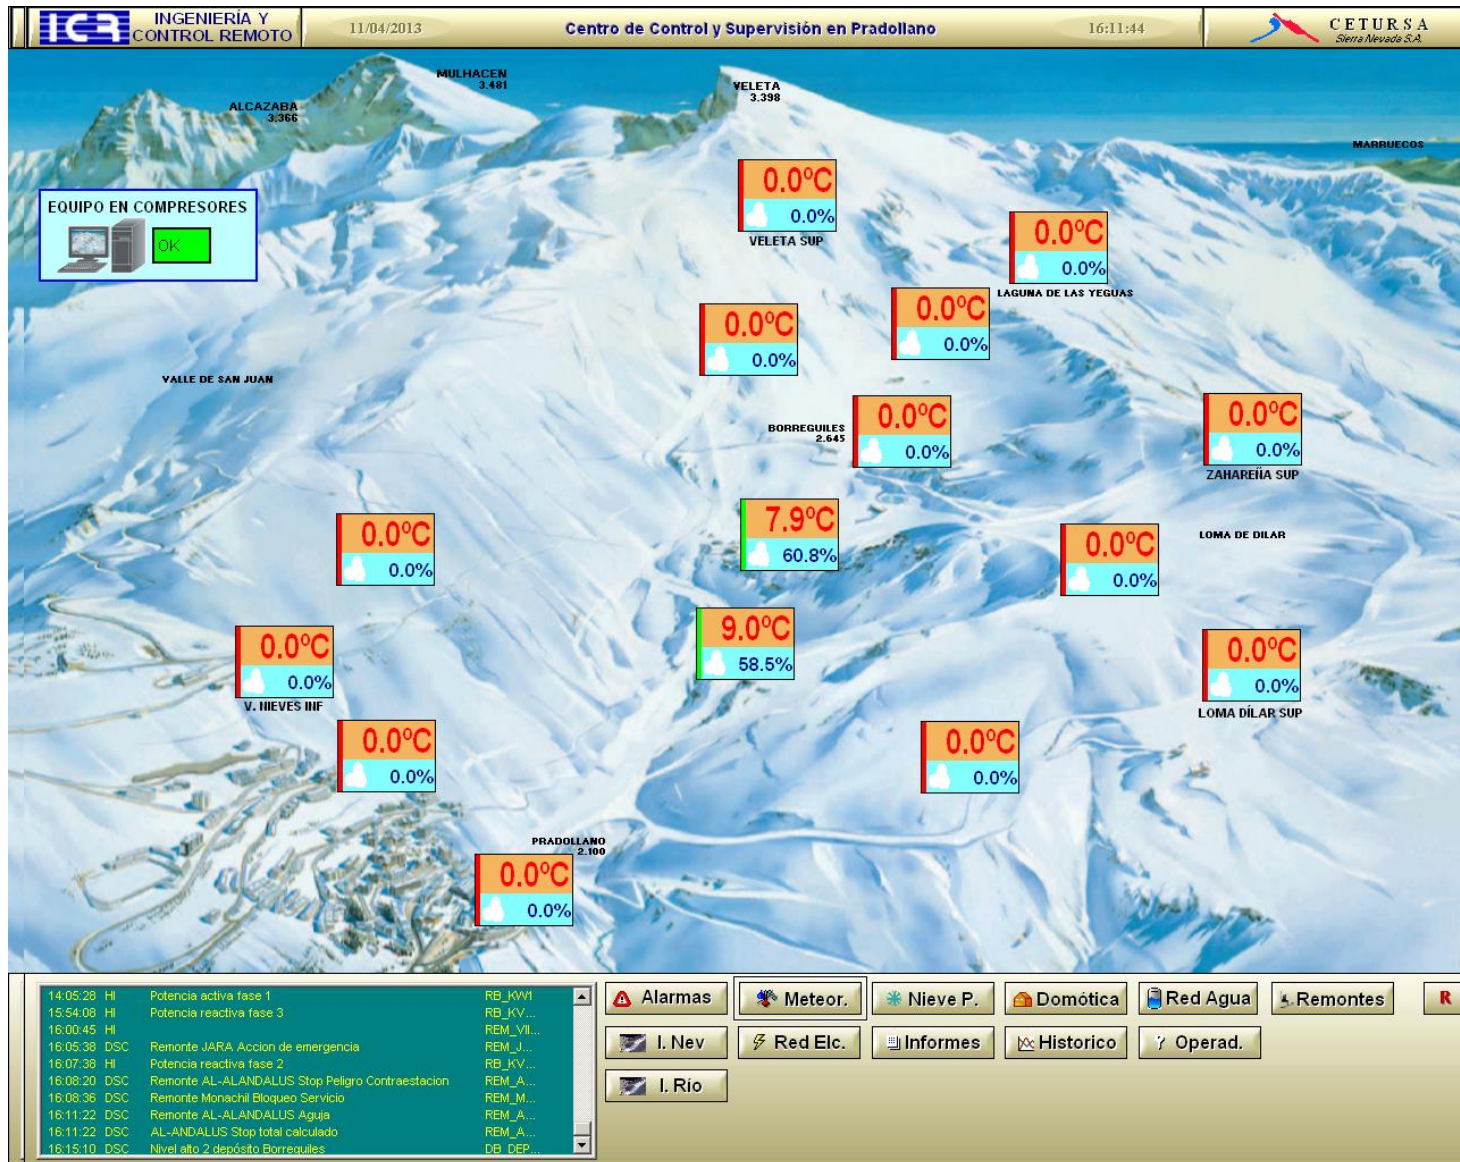 ICR
INGENIERÍA Y
CONTROL REMOTO
11/04/2013
Centro de Control y Supervisión en Pradollano
16:11:44
CETURSA
Sierra Nevada S.A.
MULHACEN
3.481
VELETA
3.398
ALCAZABA
3.366
MARRUECOS
EQUIPO EN COMPRESORES
OK
0.0ºC
0.0%
VELETA SUP
0.0ºC
0.0%
LAGUNA DE LAS YEGUAS
0.0ºC
0.0%
0.0ºC
0.0%
VALLE DE SAN JUAN
BORREGUILES
2.645
0.0ºC
0.0%
0.0ºC
0.0%
ZAHAREÑA SUP
7.9ºC
60.8%
0.0ºC
0.0%
0.0ºC
0.0%
LOMA DE DILAR
9.0ºC
58.5%
0.0ºC
0.0%
V. NIEVES INF
0.0ºC
0.0%
LOMA DÍLAR SUP
0.0ºC
0.0%
0.0ºC
0.0%
PRADOLLANO
2.100
0.0ºC
0.0%
14:05:28 HI Potencia activa fase 1 RB_KW1
15:54:08 HI Potencia reactiva fase 3 RB_KV...
16:00:45 HI REM_VII...
16:05:38 DSC Remonte JARA Accion de emergencia REM_J...
16:07:38 HI Potencia reactiva fase 2 RB_KV...
16:08:20 DSC Remonte AL-ALANDALUS Stop Peligro Contraestacion REM_A...
16:08:36 DSC Remonte Monachil Bloqueo Servicio REM_M...
16:11:22 DSC Remonte AL-ALANDALUS Aguja REM_A...
16:11:22 DSC AL-ANDALUS Stop total calculado REM_A...
16:15:10 DSC Nivel alto 2 depósito Borreguiles DB_DEP...
Alarmas
Meteor.
Nieve P.
Domótica
Red Agua
Remontes
R
I. Nev
Red Elc.
Informes
Historico
? Operad.
I. Río